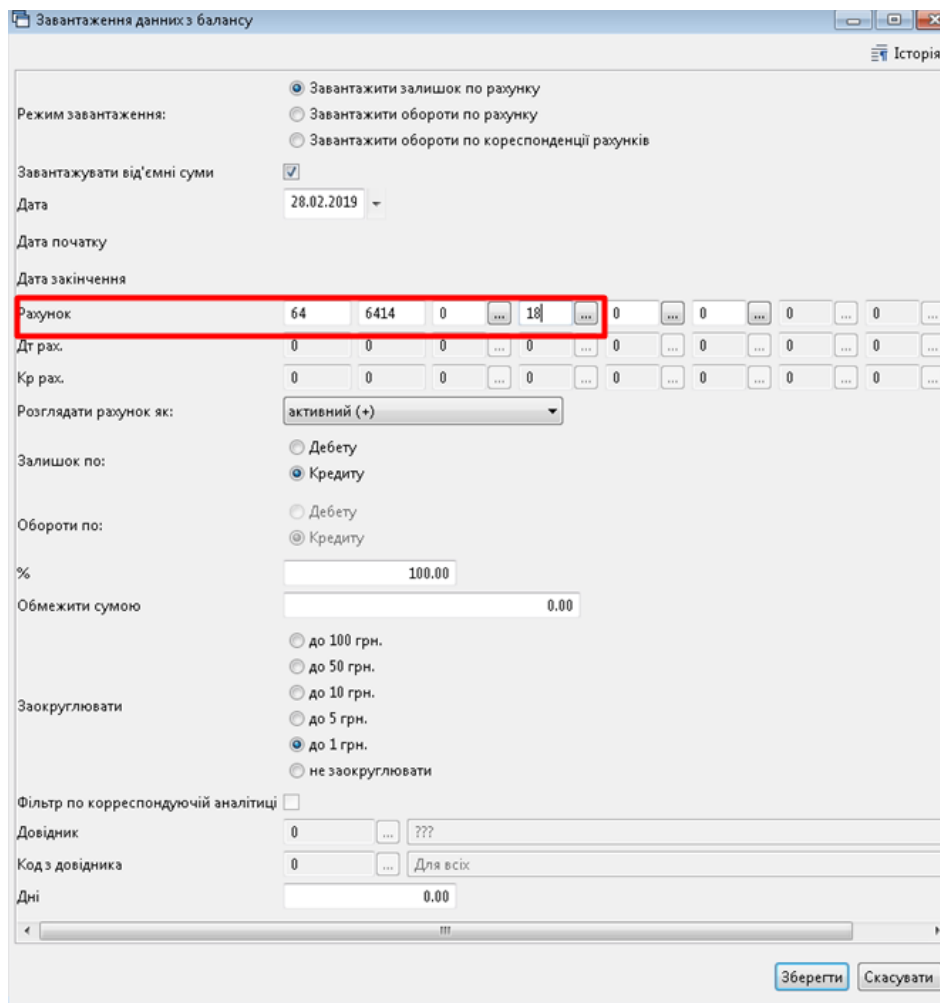 Завантаження данних з балансу
Історія
Режим завантаження:
Завантажити залишок по рахунку
Завантажити обороти по рахунку
Завантажити обороти по кореспонденції рахунків
Завантажувати від'ємні суми
Дата 28.02.2019
Дата початку
Дата закінчення
Рахунок 64 6414 0 ... 18 ... 0 ... 0 ... 0 ... 0 ...
Дт рах. 0 0 0 ... 0 ... 0 ... 0 ... 0 ... 0 ...
Кр рах. 0 0 0 ... 0 ... 0 ... 0 ... 0 ... 0 ...
Розглядати рахунок як: активний (+)
Залишок по:
Дебету
Кредиту
Обороти по:
Дебету
Кредиту
% 100.00
Обмежити сумою 0.00
Заокруглювати
до 100 грн.
до 50 грн.
до 10 грн.
до 5 грн.
до 1 грн.
не заокруглювати
Фільтр по корреспондуючій аналітиці
Довідник 0 ... ???
Код з довідника 0 ... Для всіх
Дні 0.00
Зберегти Скасувати